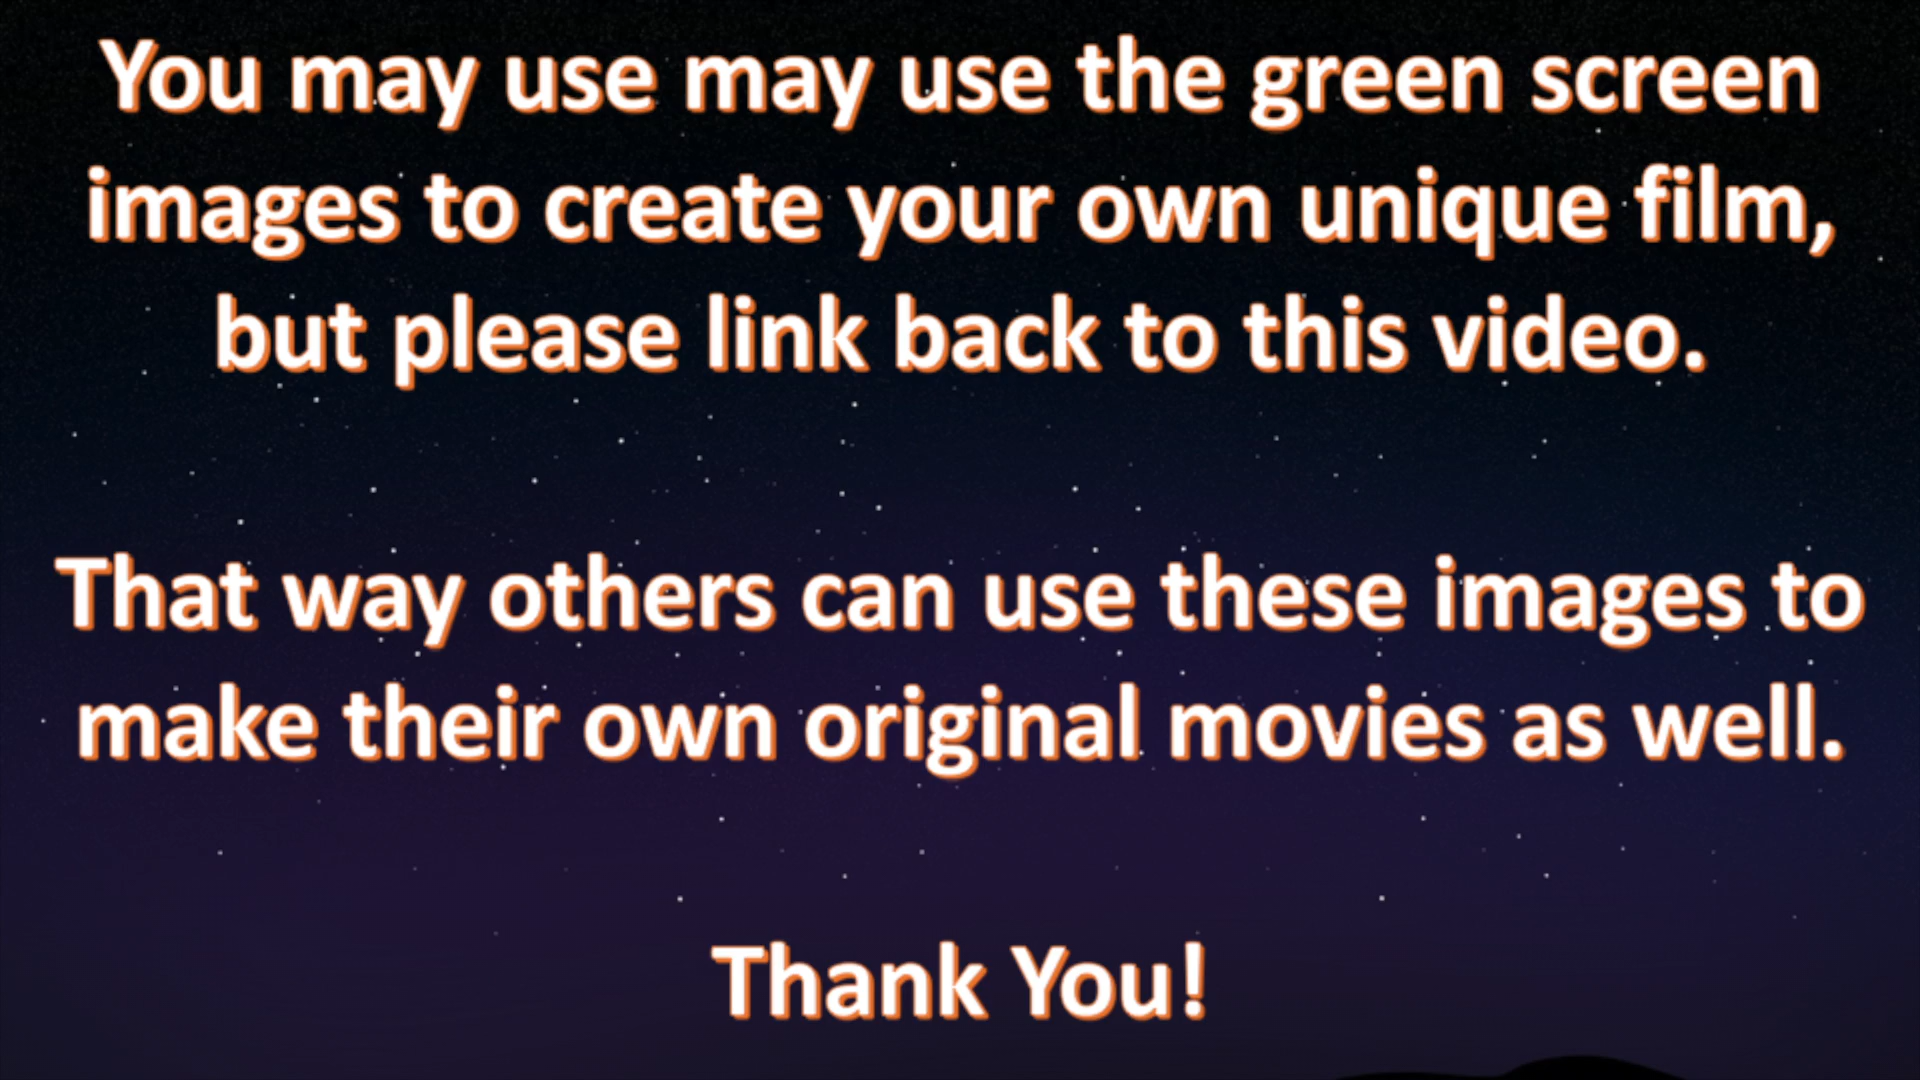 You may use may use the green screen
images to create your own unique film,
but please link back to this video.
That way others can use these images to
make their own original movies as well.
Thank You!